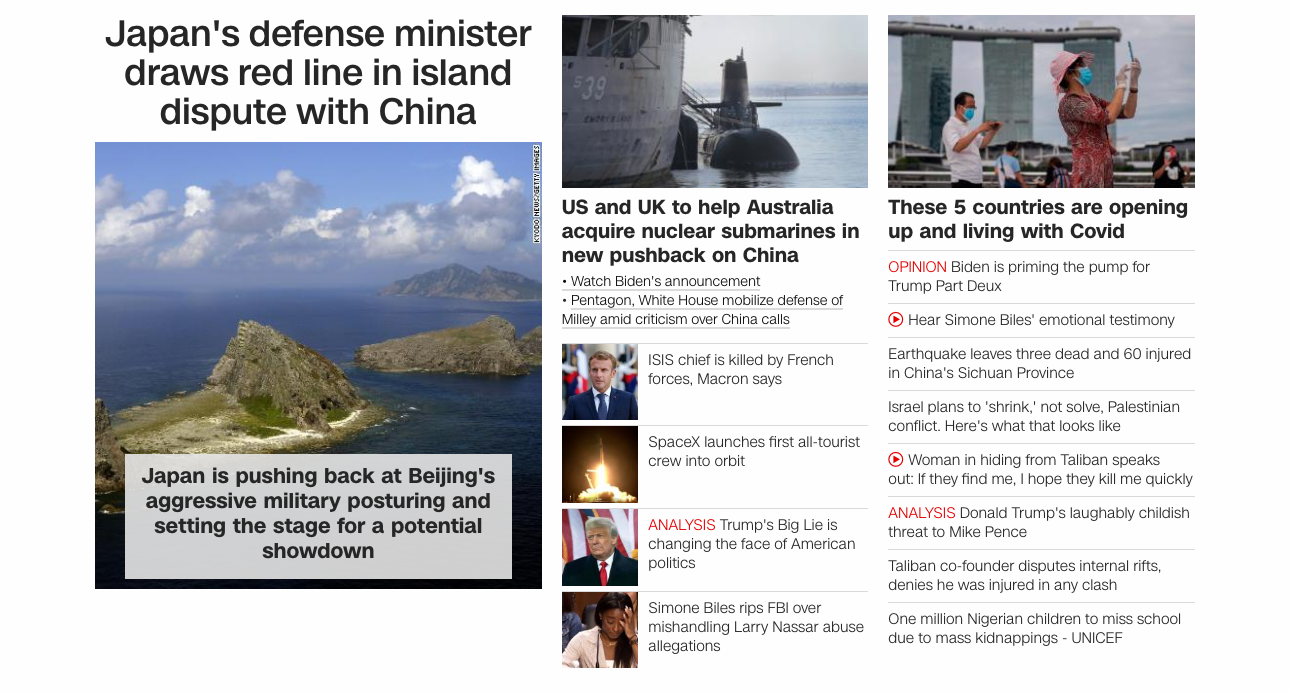 Japan's defense minister
draws red line in island
dispute with China
KYODO NEWS/GETTY IMAGES
Japan is pushing back at Beijing's
aggressive military posturing and
setting the stage for a potential
showdown
39
US and UK to help Australia
acquire nuclear submarines in
new pushback on China
• Watch Biden's announcement
• Pentagon, White House mobilize defense of
Milley amid criticism over China calls
ISIS chief is killed by French
forces, Macron says
SpaceX launches first all-tourist
crew into orbit
ANALYSIS Trump's Big Lie is
changing the face of American
politics
Simone Biles rips FBI over
mishandling Larry Nassar abuse
allegations
These 5 countries are opening
up and living with Covid
OPINION Biden is priming the pump for
Trump Part Deux
Hear Simone Biles' emotional testimony
Earthquake leaves three dead and 60 injured
in China's Sichuan Province
Israel plans to 'shrink,' not solve, Palestinian
conflict. Here's what that looks like
Woman in hiding from Taliban speaks
out: If they find me, I hope they kill me quickly
ANALYSIS Donald Trump's laughably childish
threat to Mike Pence
Taliban co-founder disputes internal rifts,
denies he was injured in any clash
One million Nigerian children to miss school
due to mass kidnappings - UNICEF